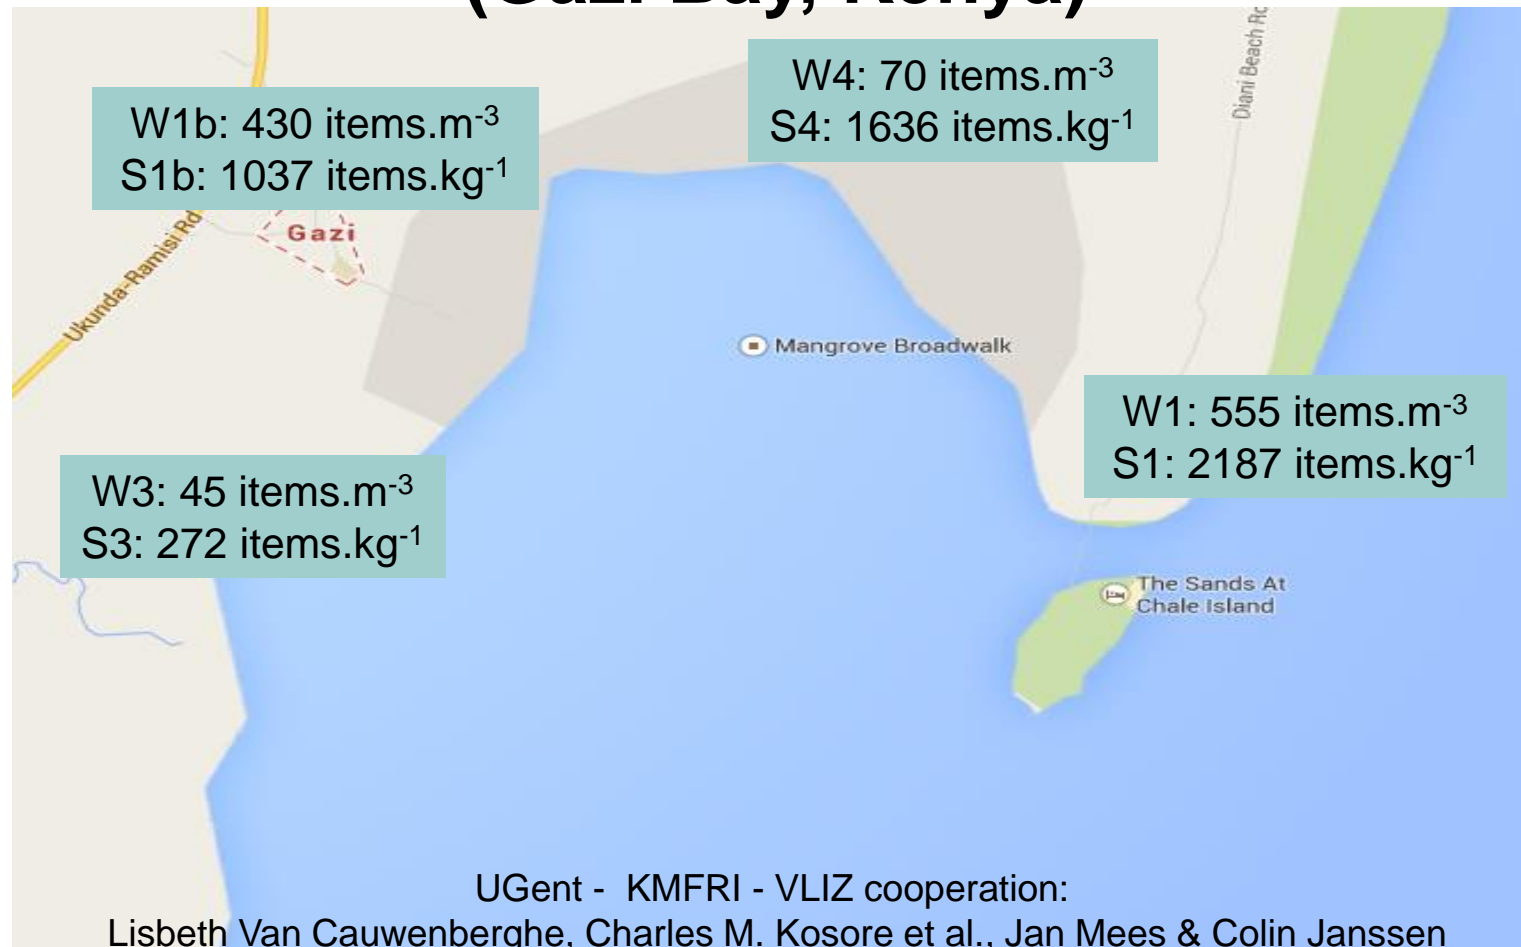 (Gazi Bay, Kenya)
W4: 70 items.m-3
S4: 1636 items.kg-1
Diani Beach Rd
W1b: 430 items.m-3
S1b: 1037 items.kg-1
Gazi
Ukunda-Ramisi Rd
Mangrove Broadwalk
W1: 555 items.m-3
S1: 2187 items.kg-1
W3: 45 items.m-3
S3: 272 items.kg-1
The Sands At
Chale Island
UGent - KMFRI - VLIZ cooperation:
Lisbeth Van Cauwenberghe, Charles M. Kosore et al., Jan Mees & Colin Janssen